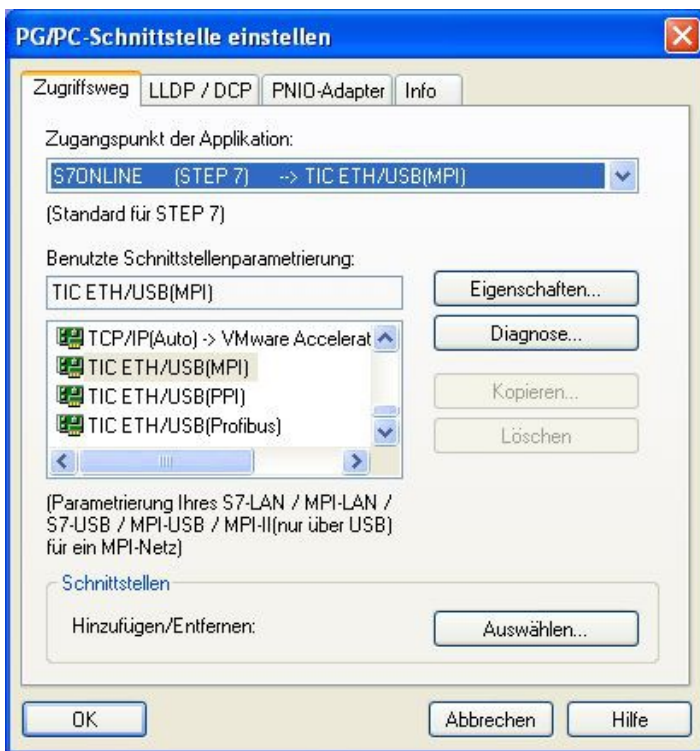 PG/PC-Schnittstelle einstellen
Zugriffsweg LLDP / DCP PNIO-Adapter Info
Zugangspunkt der Applikation:
S7ONLINE (STEP 7) --> TIC ETH/USB(MPI)
(Standard für STEP 7)
Benutzte Schnittstellenparametrierung:
TIC ETH/USB(MPI)
Eigenschaften...
TCP/IP(Auto) -> VMware Accelerat
Diagnose...
TIC ETH/USB(MPI)
TIC ETH/USB(PPI)
Kopieren...
TIC ETH/USB(Profibus)
Löschen
(Parametrierung Ihres S7-LAN / MPI-LAN /
S7-USB / MPI-USB / MPI-II(nur über USB)
für ein MPI-Netz)
Schnittstellen
Hinzufügen/Entfernen:
Auswählen...
OK
Abbrechen
Hilfe